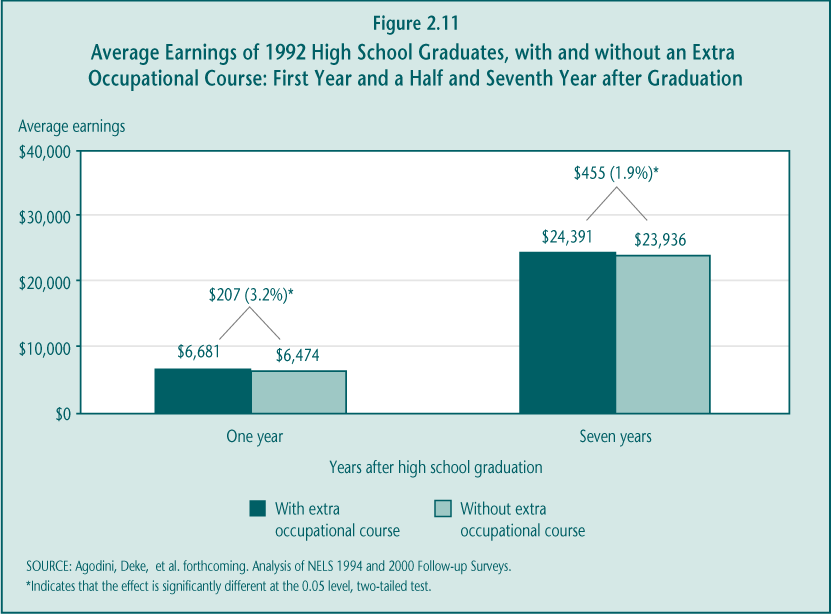 Figure 2.11
Average Earnings of 1992 High School Graduates, with and without an Extra
Occupational Course: First Year and a Half and Seventh Year after Graduation
Average earnings
$40,000
$30,000
$20,000
$10,000
$0
$207 (3.2%)*
$6,681
$6,474
$455 (1.9%)*
$24,391
$23,936
One year
Seven years
Years after high school graduation
With extra
occupational course
Without extra
occupational course
SOURCE: Agodini, Deke, et al. forthcoming. Analysis of NELS 1994 and 2000 Follow-up Surveys.
*Indicates that the effect is significantly different at the 0.05 level, two-tailed test.